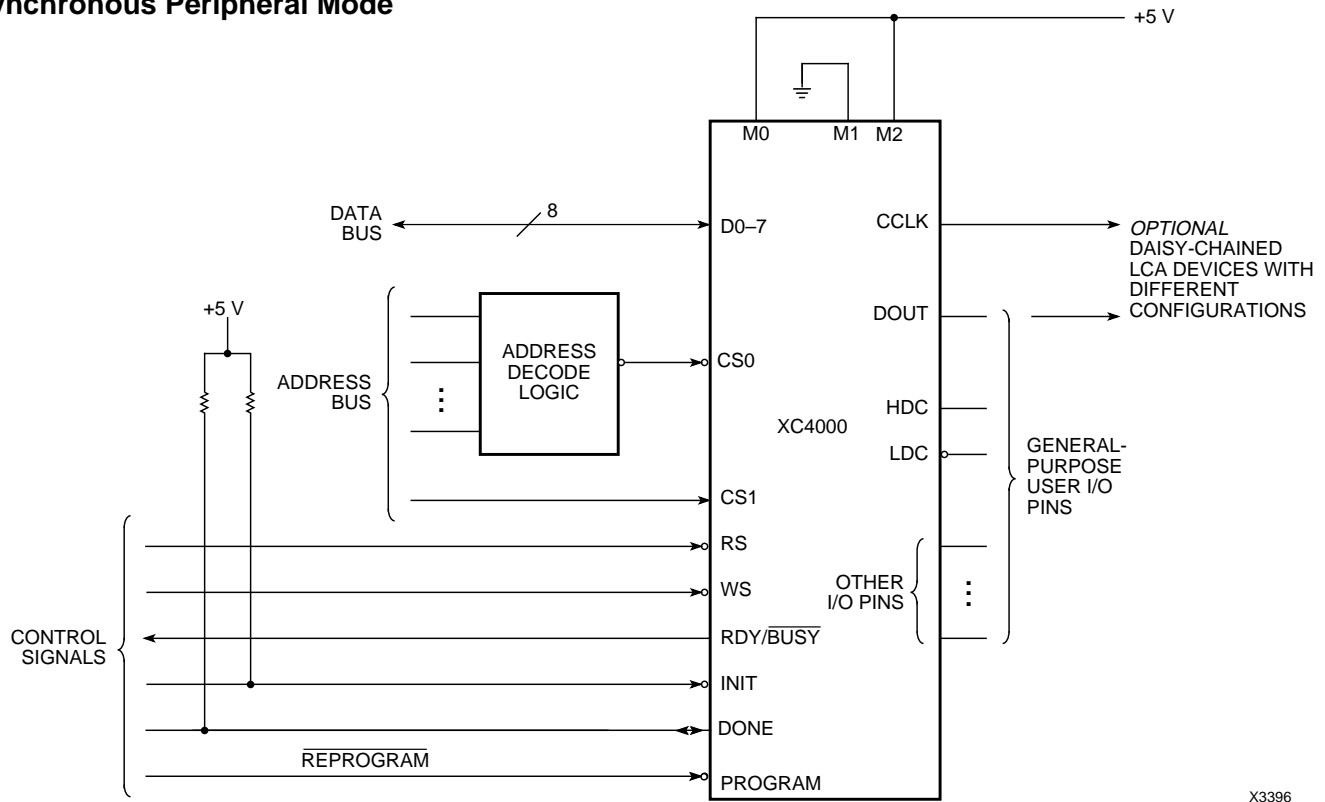 ynchronous Peripheral Mode
+5 V
M0
M1
M2
DATA
BUS
8
D0–7
CCLK
OPTIONAL
DAISY-CHAINED
LCA DEVICES WITH
DIFFERENT
CONFIGURATIONS
+5 V
DOUT
ADDRESS
BUS
ADDRESS
DECODE
LOGIC
CS0
XC4000
HDC
LDC
GENERAL-
PURPOSE
USER I/O
PINS
CS1
RS
WS
OTHER
I/O PINS
CONTROL
SIGNALS
RDY/BUSY
INIT
DONE
REPROGRAM
PROGRAM
X3396